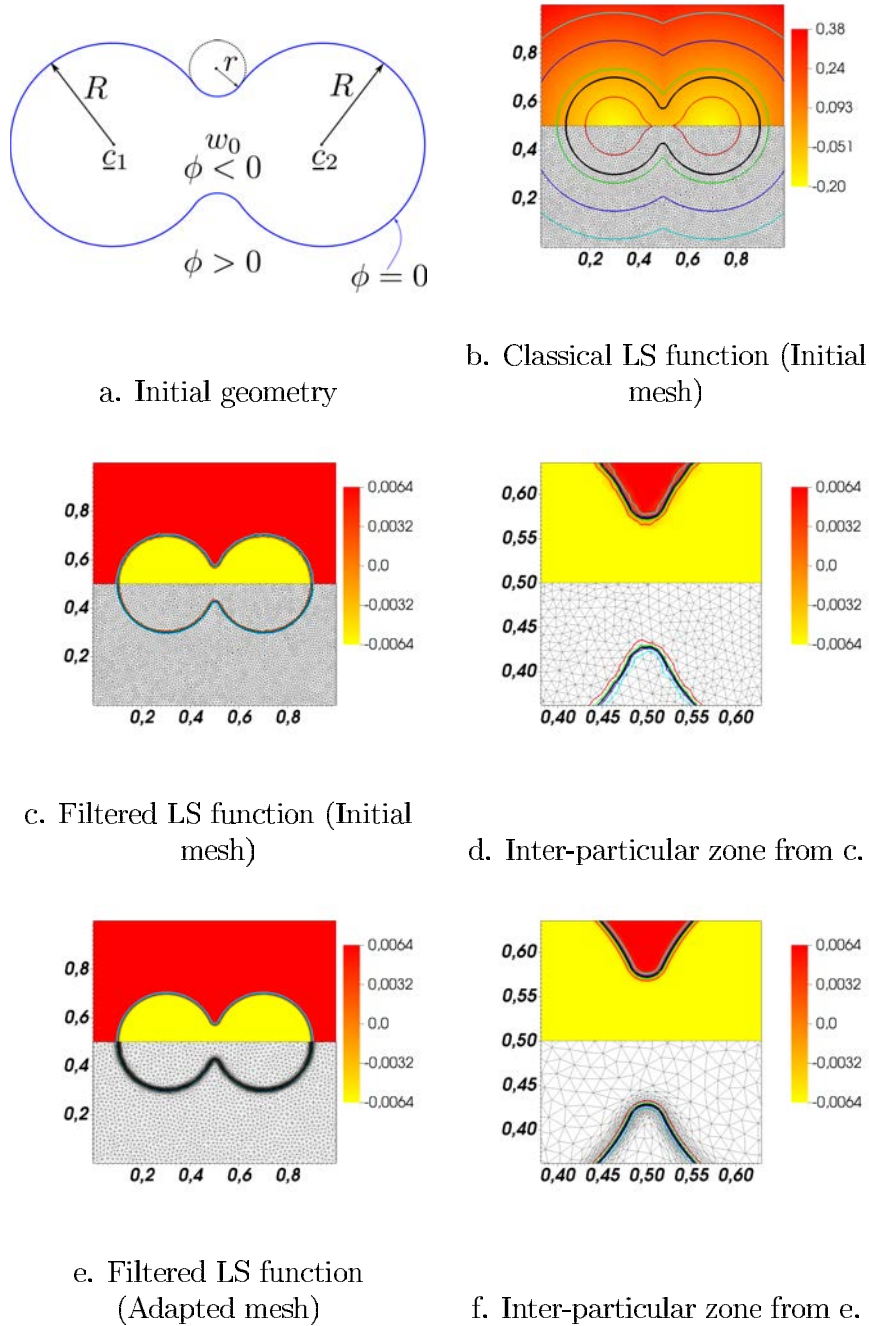 r
R
R
w0
c1
c2
ϕ < 0
ϕ > 0
ϕ = 0
a. Initial geometry
0,8
0,6
0,4
0,2
0,2 0,4 0,6 0,8
0,38
0,24
0,093
-0,051
-0,20
b. Classical LS function (Initial
mesh)
0,8
0,6
0,4
0,2
0,2 0,4 0,6 0,8
0,0064
0,0032
0,0
-0,0032
-0,0064
c. Filtered LS function (Initial
mesh)
0,60
0,55
0,50
0,45
0,40
0,40 0,45 0,50 0,55 0,60
0,0064
0,0032
0,0
-0,0032
-0,0064
d. Inter-particular zone from c.
0,8
0,6
0,4
0,2
0,2 0,4 0,6 0,8
0,0064
0,0032
0,0
-0,0032
-0,0064
e. Filtered LS function
(Adapted mesh)
0,60
0,55
0,50
0,45
0,40
0,40 0,45 0,50 0,55 0,60
0,0064
0,0032
0,0
-0,0032
-0,0064
f. Inter-particular zone from e.